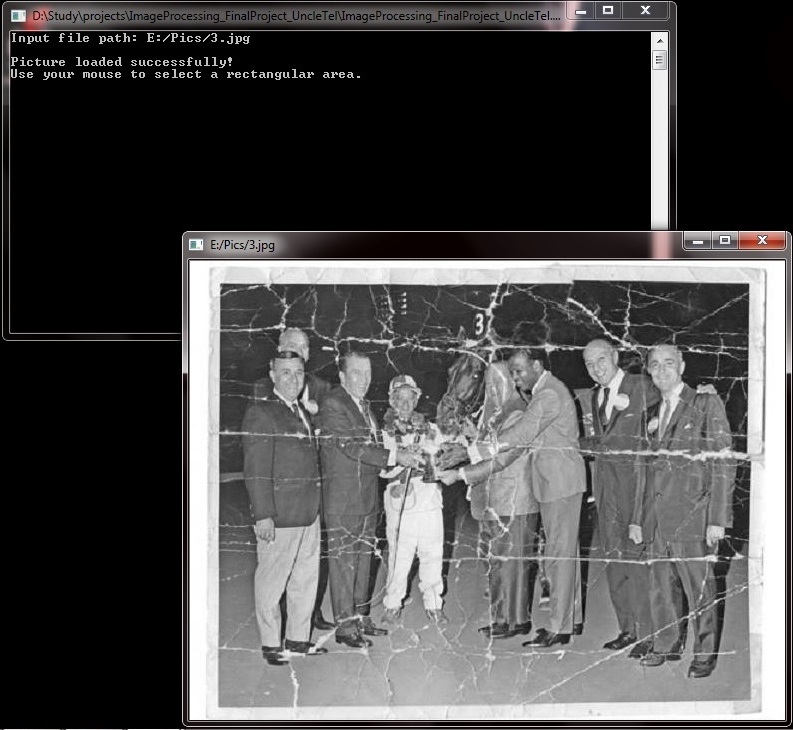 D:\Study\projects\ImageProcessing_FinalProject_UncleTel\ImageProcessing_FinalProject_UncleTel....
Input file path: E:/Pics/3.jpg
Picture loaded successfully!
Use your mouse to select a rectangular area.
E:/Pics/3.jpg
3